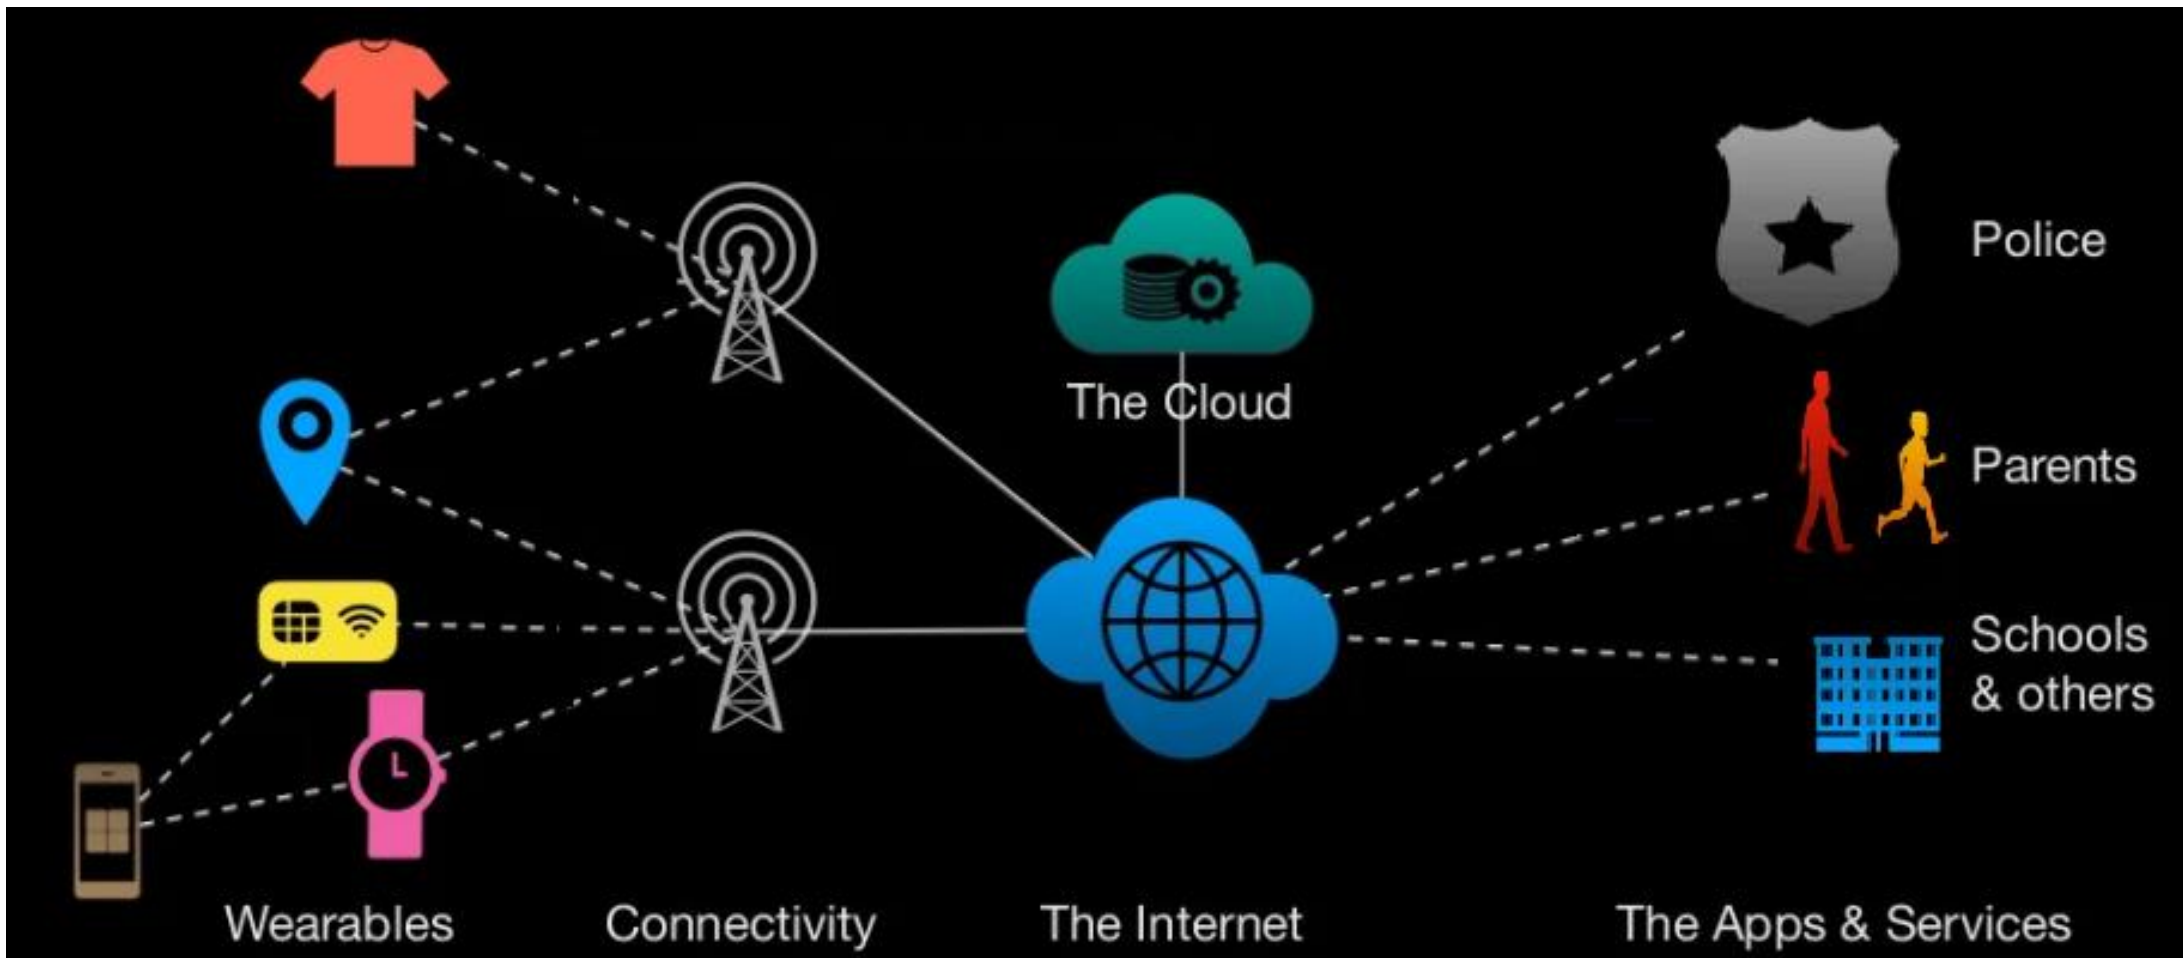 The Cloud
Police
Parents
Schools
& others
Wearables
Connectivity
The Internet
The Apps & Services